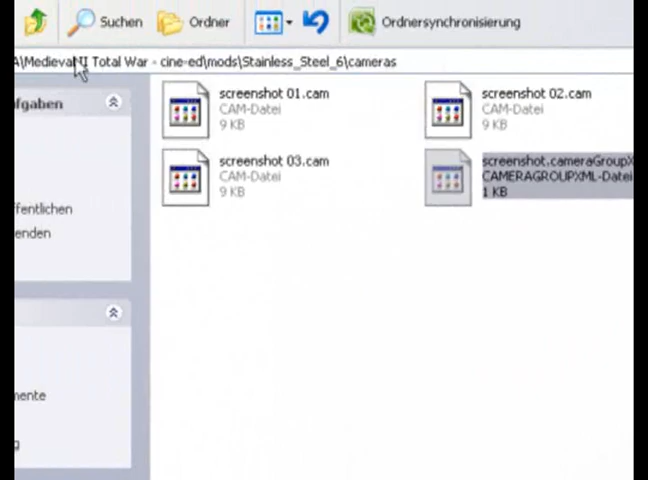 Suchen Ordner Ordnersynchronisierung
A\Medieval II Total War - cine-ed\mods\Stainless_Steel_6\cameras
fgaben
screenshot 01.cam
CAM-Datei
9 KB
screenshot 02.cam
CAM-Datei
9 KB
screenshot 03.cam
CAM-Datei
9 KB
screenshot.cameraGroupX
CAMERAGROUPXML-Datei
1 KB
ffentlichen
enden
mente
g